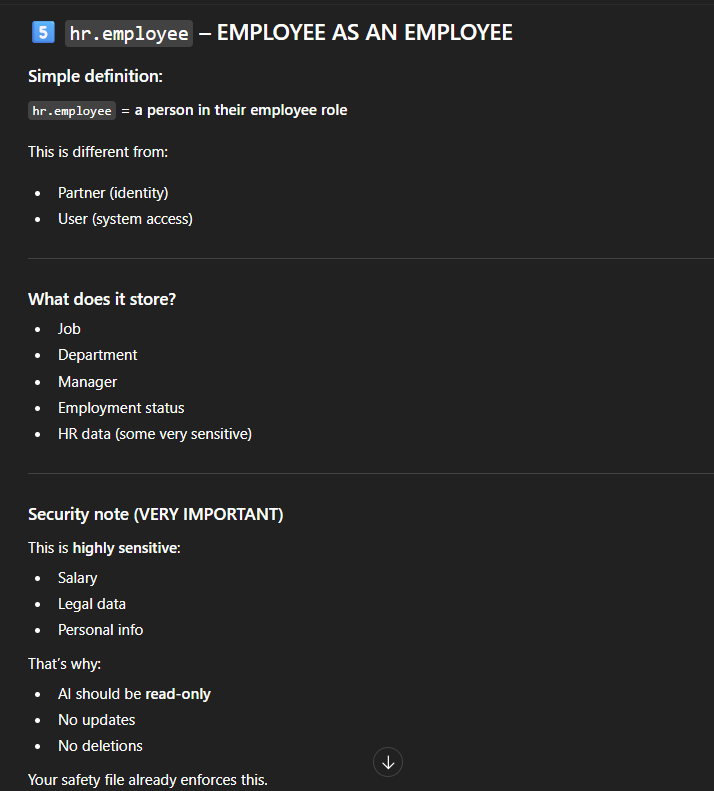 5 hr.employee – EMPLOYEE AS AN EMPLOYEE
Simple definition:
hr.employee = a person in their employee role
This is different from:
• Partner (identity)
• User (system access)
What does it store?
• Job
• Department
• Manager
• Employment status
• HR data (some very sensitive)
Security note (VERY IMPORTANT)
This is highly sensitive:
• Salary
• Legal data
• Personal info
That’s why:
• AI should be read-only
• No updates
• No deletions
Your safety file already enforces this.